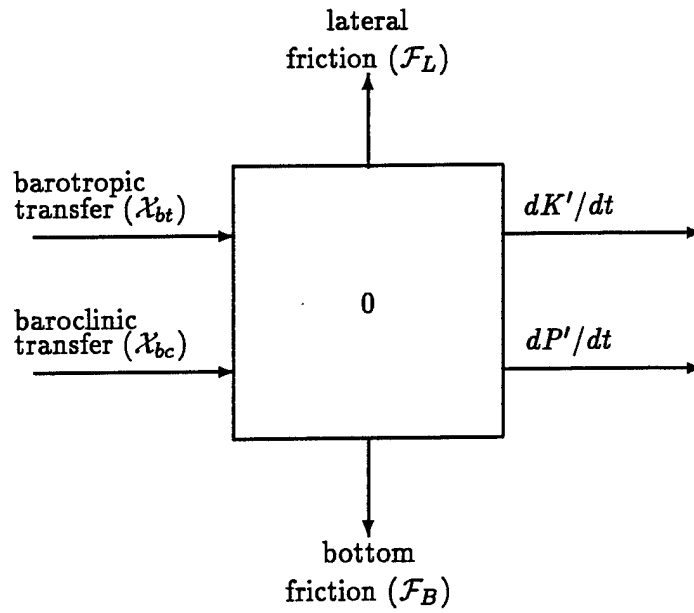 lateral
friction (𝓕_L)
barotropic
transfer (𝒳_bt)
dK′/dt
0
baroclinic
transfer (𝒳_bc)
dP′/dt
bottom
friction (𝓕_B)